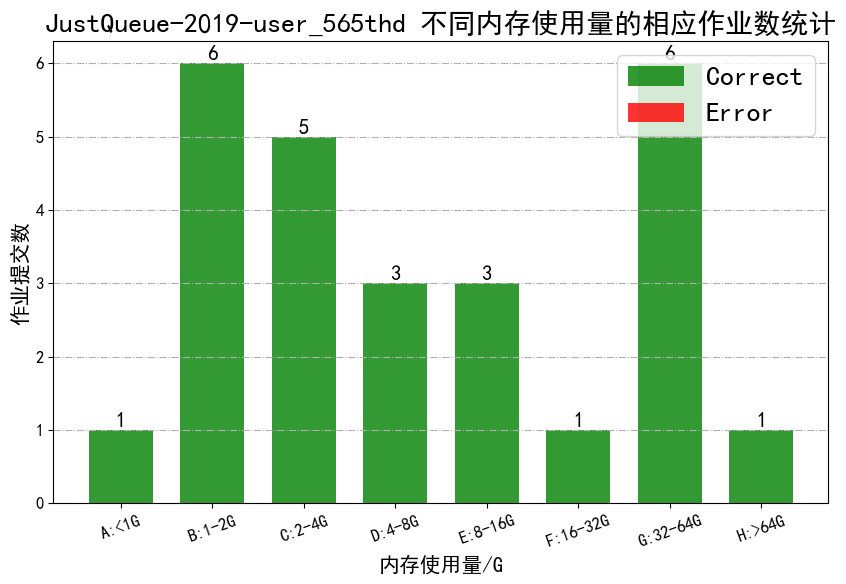 JustQueue-2019-user_565thd 不同内存使用量的相应作业数统计
Correct
Error
作业提交数
6
5
4
3
2
1
0
1
6
5
3
3
1
6
1
A:<1G
B:1-2G
C:2-4G
D:4-8G
E:8-16G
F:16-32G
G:32-64G
H:>64G
内存使用量/G